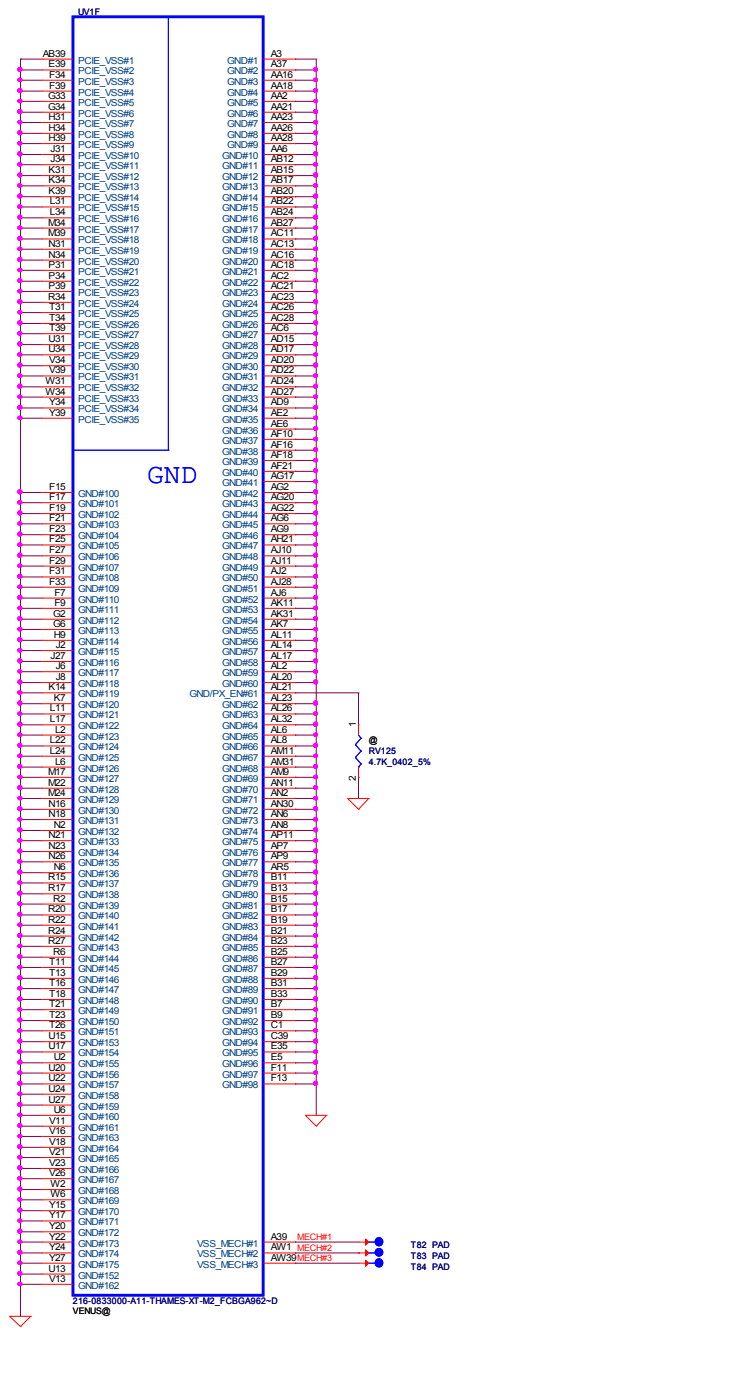 UV1F
AB39 PCIE_VSS#1
E39 PCIE_VSS#2
F34 PCIE_VSS#3
F39 PCIE_VSS#4
G33 PCIE_VSS#5
G34 PCIE_VSS#6
H31 PCIE_VSS#7
H34 PCIE_VSS#8
H39 PCIE_VSS#9
J31 PCIE_VSS#10
J34 PCIE_VSS#11
K31 PCIE_VSS#12
K34 PCIE_VSS#13
K39 PCIE_VSS#14
L31 PCIE_VSS#15
L34 PCIE_VSS#16
M34 PCIE_VSS#17
M39 PCIE_VSS#18
N31 PCIE_VSS#19
N34 PCIE_VSS#20
P31 PCIE_VSS#21
P34 PCIE_VSS#22
P39 PCIE_VSS#23
R34 PCIE_VSS#24
T31 PCIE_VSS#25
T34 PCIE_VSS#26
T39 PCIE_VSS#27
U31 PCIE_VSS#28
U34 PCIE_VSS#29
V34 PCIE_VSS#30
V39 PCIE_VSS#31
W31 PCIE_VSS#32
W34 PCIE_VSS#33
Y34 PCIE_VSS#34
Y39 PCIE_VSS#35
GND
F15 GND#100
F17 GND#101
F19 GND#102
F21 GND#103
F23 GND#104
F25 GND#105
F27 GND#106
F29 GND#107
F31 GND#108
F33 GND#109
F7 GND#110
F9 GND#111
G2 GND#112
G6 GND#113
H9 GND#114
J2 GND#115
J27 GND#116
J6 GND#117
J8 GND#118
K14 GND#119
K7 GND#120
L11 GND#121
L17 GND#122
L2 GND#123
L22 GND#124
L24 GND#125
L6 GND#126
M17 GND#127
M22 GND#128
M24 GND#129
N16 GND#130
N18 GND#131
N2 GND#132
N21 GND#133
N23 GND#134
N26 GND#135
N6 GND#136
R15 GND#137
R17 GND#138
R2 GND#139
R20 GND#140
R22 GND#141
R24 GND#142
R27 GND#143
R6 GND#144
T11 GND#145
T13 GND#146
T16 GND#147
T18 GND#148
T21 GND#149
T23 GND#150
T26 GND#151
U15 GND#153
U17 GND#154
U2 GND#155
U20 GND#156
U22 GND#157
U24 GND#158
U27 GND#159
U6 GND#160
V11 GND#161
V16 GND#163
V18 GND#164
V21 GND#165
V23 GND#166
V26 GND#167
W2 GND#168
W6 GND#169
Y15 GND#170
Y17 GND#171
Y20 GND#172
Y22 GND#173
Y24 GND#174
Y27 GND#175
U13 GND#152
V13 GND#162
GND#1 A3
GND#2 A37
GND#3 AA16
GND#4 AA18
GND#5 AA2
GND#6 AA21
GND#7 AA23
GND#8 AA26
GND#9 AA28
GND#10 AA6
GND#11 AB12
GND#12 AB15
GND#13 AB17
GND#14 AB20
GND#15 AB22
GND#16 AB24
GND#17 AB27
GND#18 AC11
GND#19 AC13
GND#20 AC16
GND#21 AC18
GND#22 AC2
GND#23 AC21
GND#24 AC23
GND#25 AC26
GND#26 AC28
GND#27 AC6
GND#28 AD15
GND#29 AD17
GND#30 AD20
GND#31 AD22
GND#32 AD24
GND#33 AD27
GND#34 AD9
GND#35 AE2
GND#36 AE6
GND#37 AF10
GND#38 AF16
GND#39 AF18
GND#40 AF21
GND#41 AG17
GND#42 AG2
GND#43 AG20
GND#44 AG22
GND#45 AG6
GND#46 AG9
GND#47 AH21
GND#48 AJ10
GND#49 AJ11
GND#50 AJ2
GND#51 AJ28
GND#52 AJ6
GND#53 AK11
GND#54 AK31
GND#55 AK7
GND#56 AL11
GND#57 AL14
GND#58 AL17
GND#59 AL2
GND#60 AL20
GND/PX_EN#61 AL21
GND#62 AL23
GND#63 AL26
GND#64 AL32
GND#65 AL6
GND#66 AL8
GND#67 AM11
GND#68 AM31
GND#69 AM9
GND#70 AN11
GND#71 AN2
GND#72 AN30
GND#73 AN6
GND#74 AN8
GND#75 AP11
GND#76 AP7
GND#77 AP9
GND#78 AR5
GND#79 B11
GND#80 B13
GND#81 B15
GND#82 B17
GND#83 B19
GND#84 B21
GND#85 B23
GND#86 B25
GND#87 B27
GND#88 B29
GND#89 B31
GND#90 B33
GND#91 B7
GND#92 B9
GND#93 C1
GND#94 C39
GND#95 E35
GND#96 E5
GND#97 F11
GND#98 F13
1
@
RV125
4.7K_0402_5%
2
VSS_MECH#1 A39 MECH#1 T82 PAD
VSS_MECH#2 AW1 MECH#2 T83 PAD
VSS_MECH#3 AW39 MECH#3 T84 PAD
216-0833000-A11-THAMES-XT-M2_FCBGA962~D
VENUS@